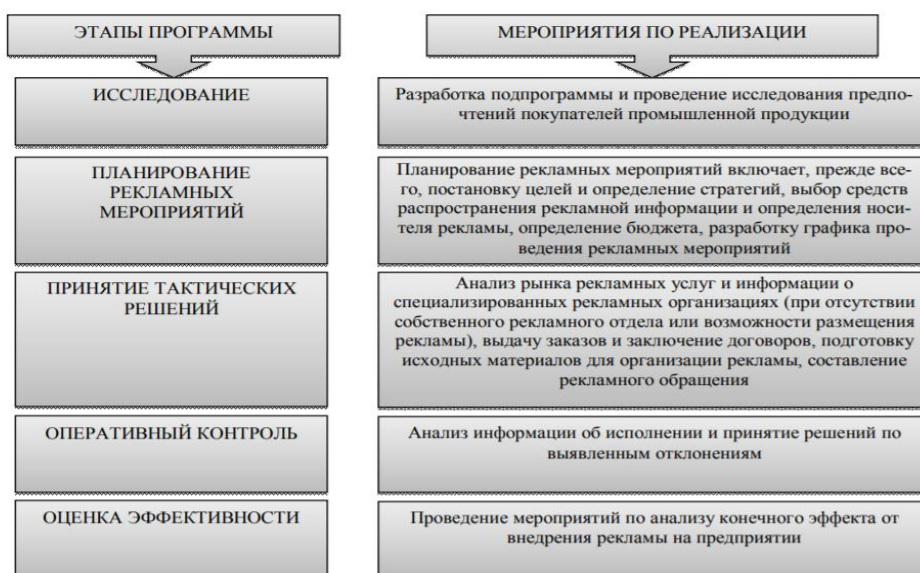 ЭТАПЫ ПРОГРАММЫ
МЕРОПРИЯТИЯ ПО РЕАЛИЗАЦИИ
ИССЛЕДОВАНИЕ
Разработка подпрограммы и проведение исследования предпо-
чтений покупателей промышленной продукции
ПЛАНИРОВАНИЕ
РЕКЛАМНЫХ
МЕРОПРИЯТИЙ
Планирование рекламных мероприятий включает, прежде все-
го, постановку целей и определение стратегий, выбор средств
распространения рекламной информации и определения носи-
теля рекламы, определение бюджета, разработку графика про-
ведения рекламных мероприятий
ПРИНЯТИЕ ТАКТИЧЕСКИХ
РЕШЕНИЙ
Анализ рынка рекламных услуг и информации о
специализированных рекламных организациях (при отсутствии
собственного рекламного отдела или возможности размещения
рекламы), выдачу заказов и заключение договоров, подготовку
исходных материалов для организации рекламы, составление
рекламного обращения
ОПЕРАТИВНЫЙ КОНТРОЛЬ
Анализ информации об исполнении и принятие решений по
выявленным отклонениям
ОЦЕНКА ЭФФЕКТИВНОСТИ
Проведение мероприятий по анализу конечного эффекта от
внедрения рекламы на предприятии